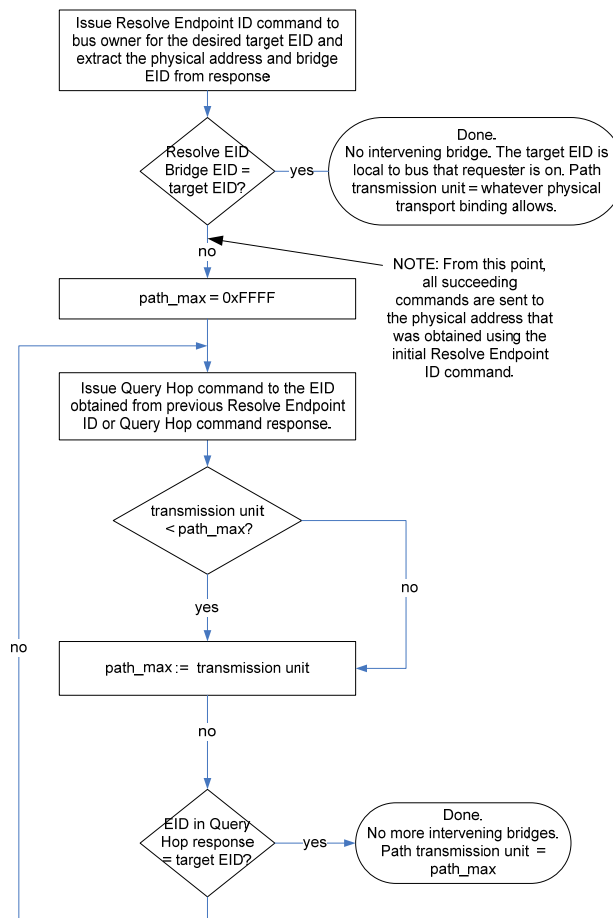 Issue Resolve Endpoint ID command to
bus owner for the desired target EID and
extract the physical address and bridge
EID from response
Resolve EID
Bridge EID =
target EID?
yes
Done.
No intervening bridge. The target EID is
local to bus that requester is on. Path
transmission unit = whatever physical
transport binding allows.
no
NOTE: From this point,
all succeeding
commands are sent to
the physical address that
was obtained using the
initial Resolve Endpoint
ID command.
path_max = 0xFFFF
Issue Query Hop command to the EID
obtained from previous Resolve Endpoint
ID or Query Hop command response.
transmission unit
< path_max?
no
yes
no
path_max := transmission unit
no
EID in Query
Hop response
= target EID?
yes
Done.
No more intervening bridges.
Path transmission unit =
path_max